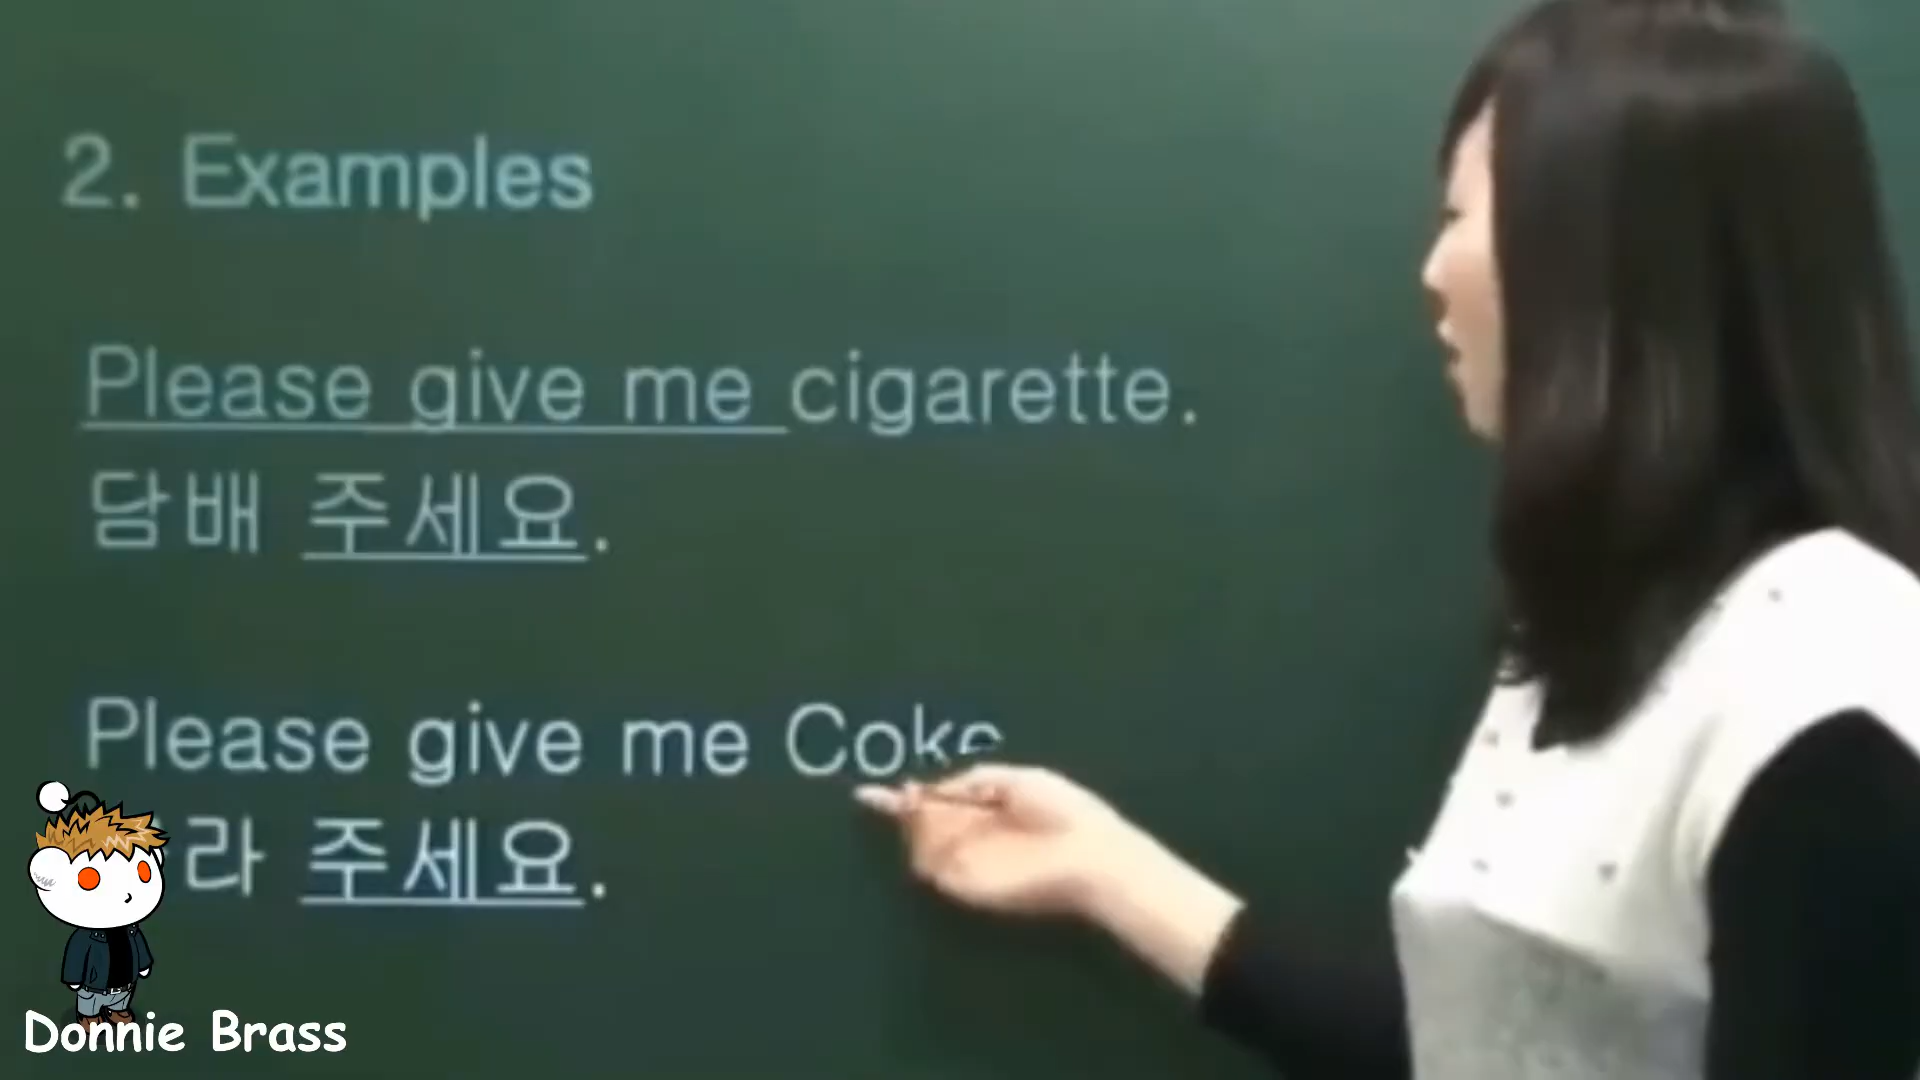 2. Examples
Please give me cigarette.
담배 주세요.
Please give me Coke
주세요.
Donnie Brass